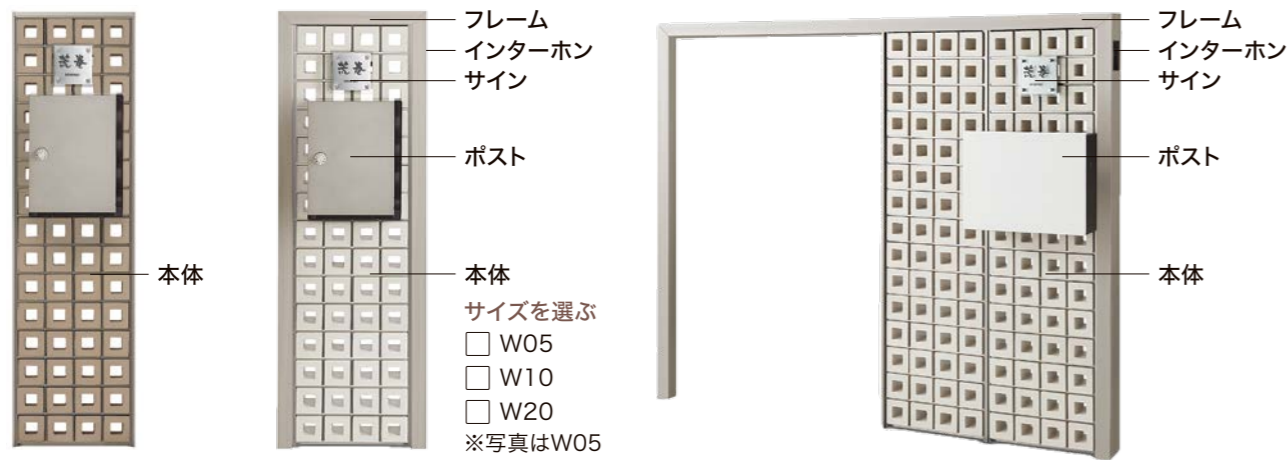 本体
フレーム
インターホン
サイン
ポスト
本体
サイズを選ぶ
□ W05
□ W10
□ W20
※写真はW05
フレーム
インターホン
サイン
ポスト
本体